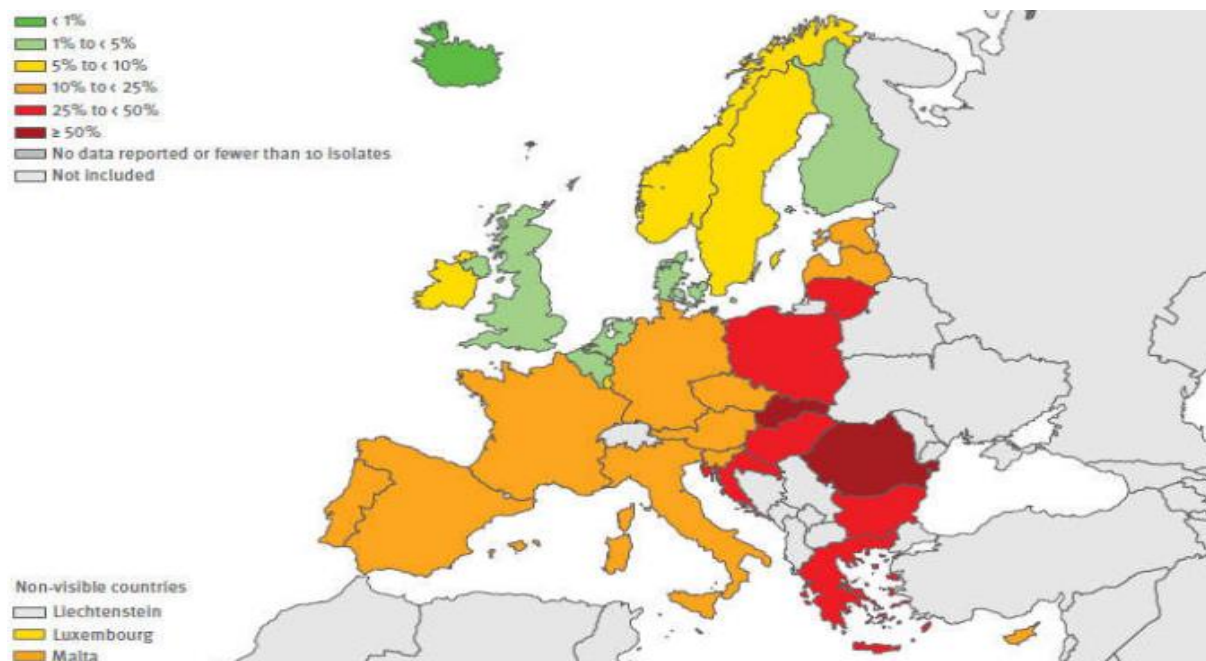 < 1%
1% to < 5%
5% to < 10%
10% to < 25%
25% to < 50%
≥ 50%
No data reported or fewer than 10 isolates
Not included
Non-visible countries
Liechtenstein
Luxembourg
Malta